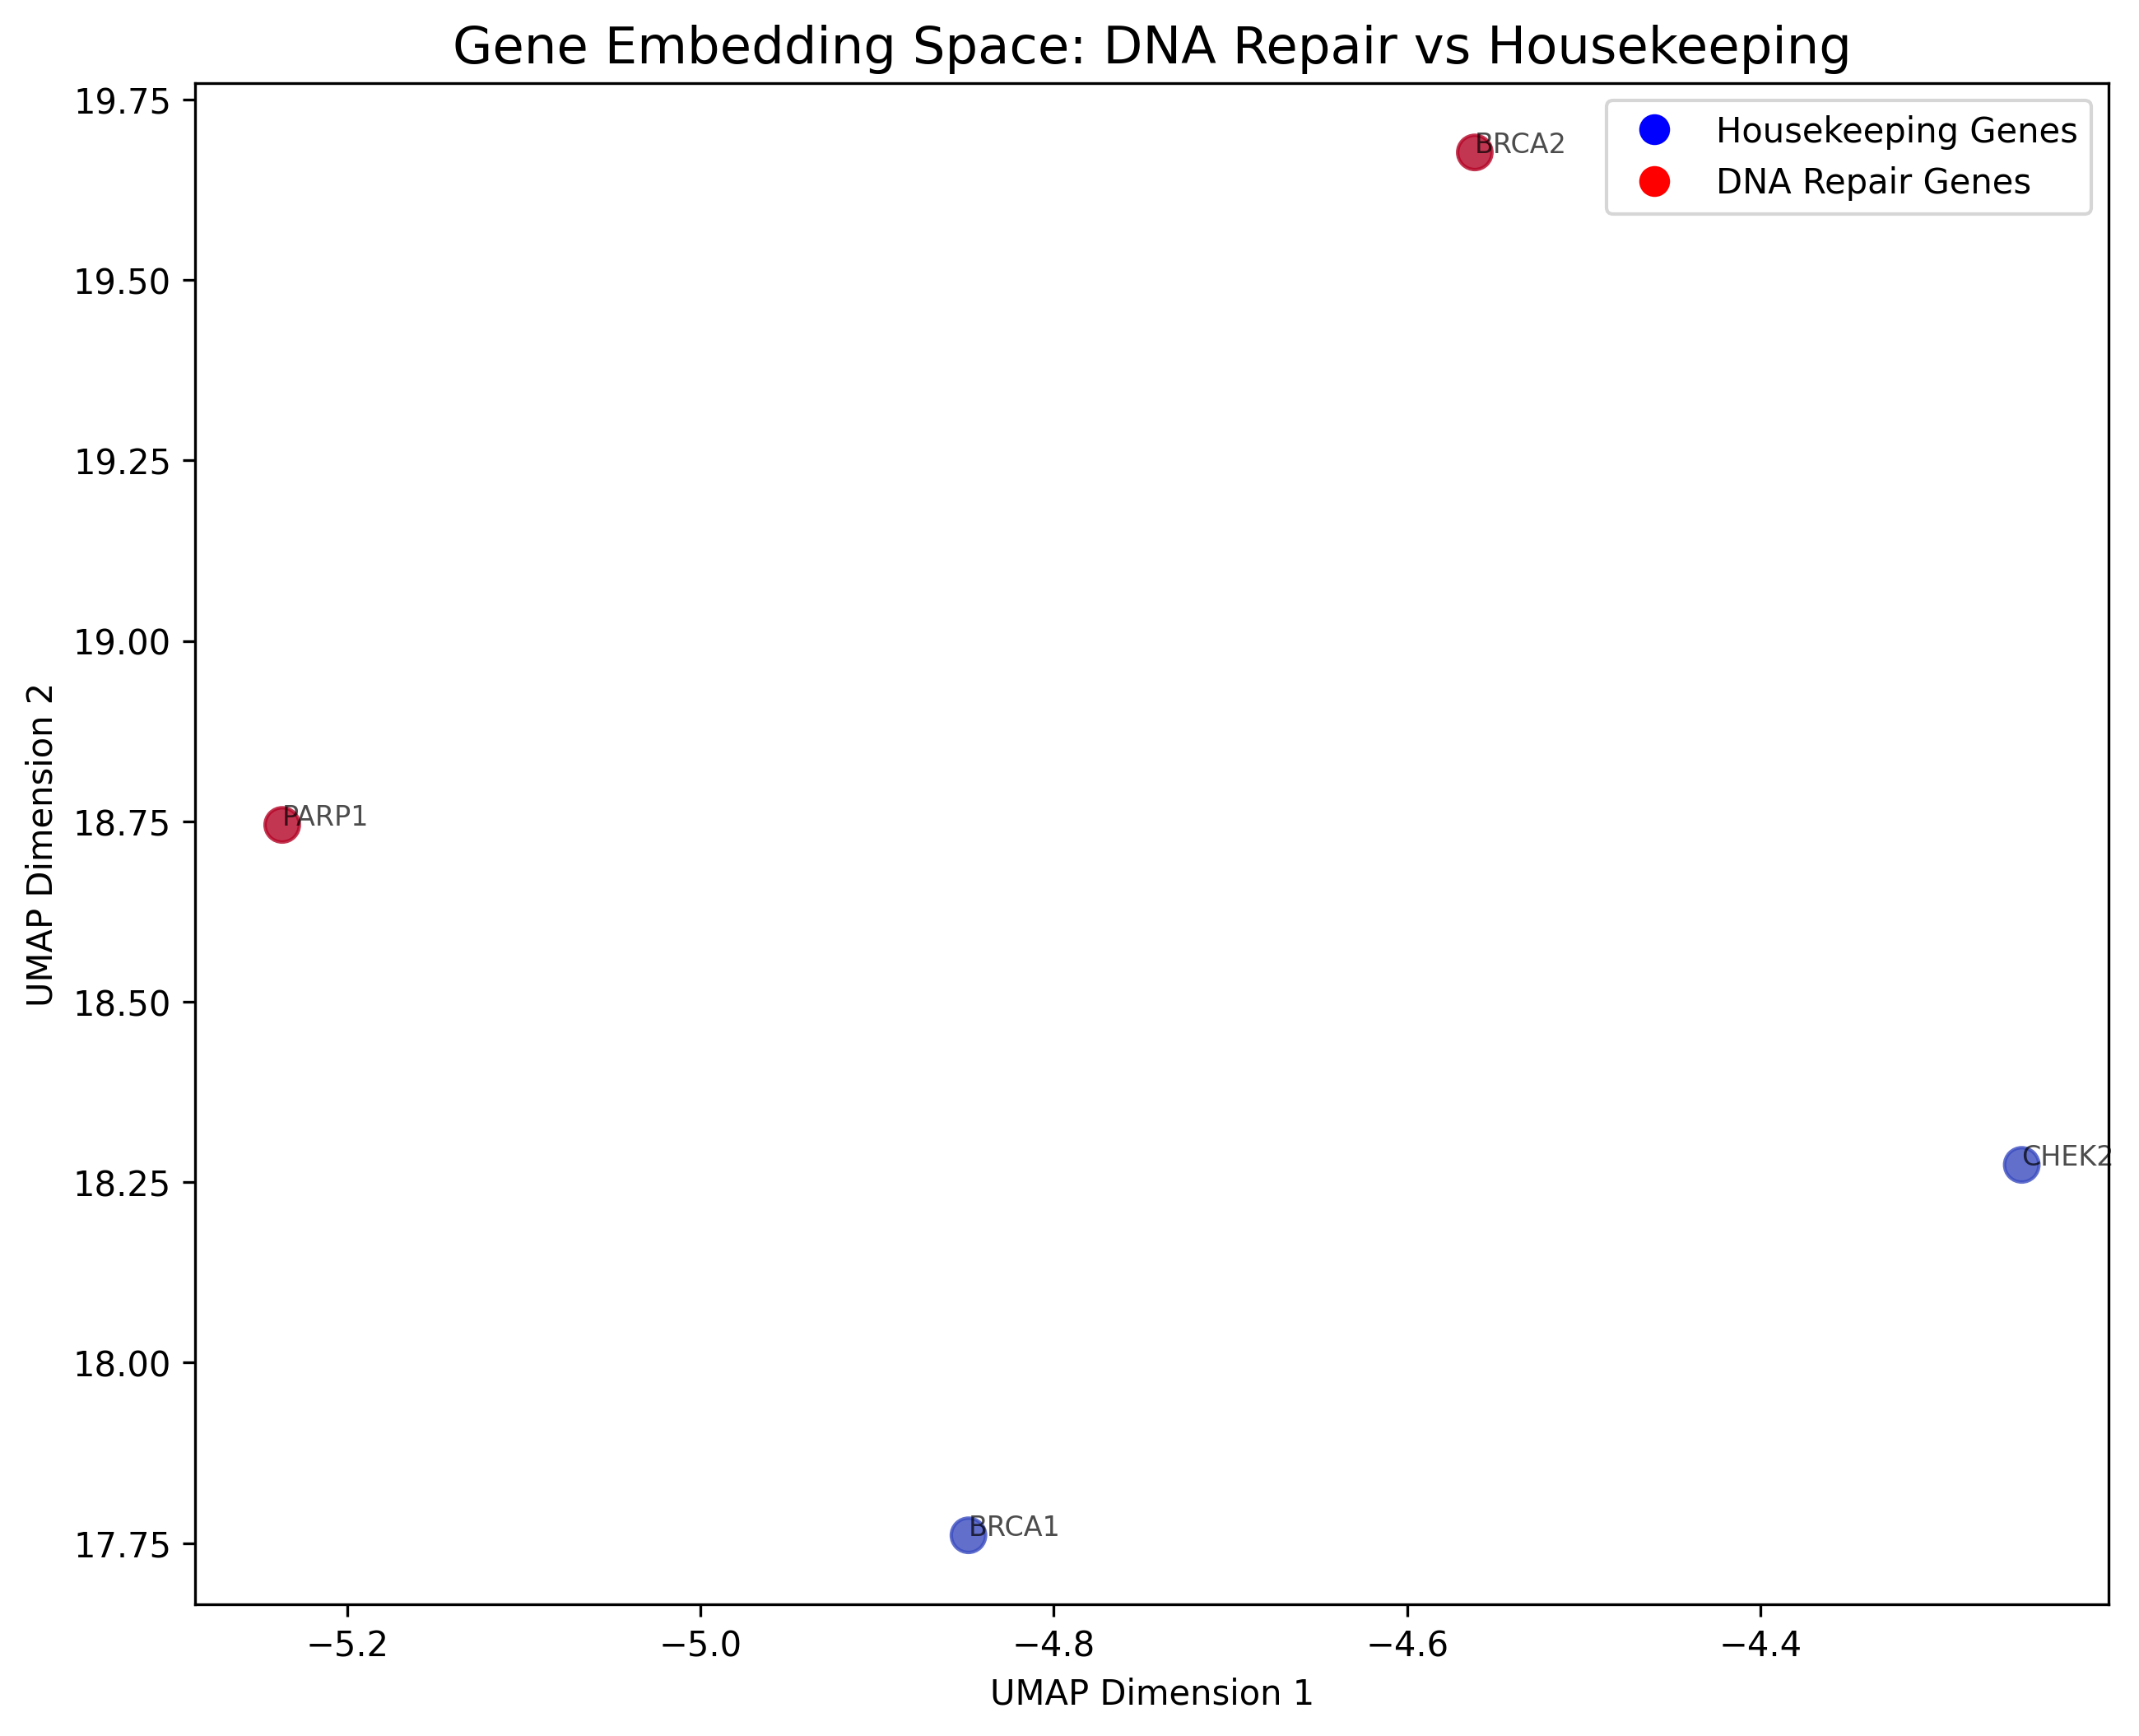 Gene Embedding Space: DNA Repair vs Housekeeping
19.75
19.50
19.25
19.00
18.75
18.50
18.25
18.00
17.75
UMAP Dimension 2
BRCA2
Housekeeping Genes
DNA Repair Genes
PARP1
CHEK2
BRCA1
−5.2
−5.0
−4.8
−4.6
−4.4
UMAP Dimension 1